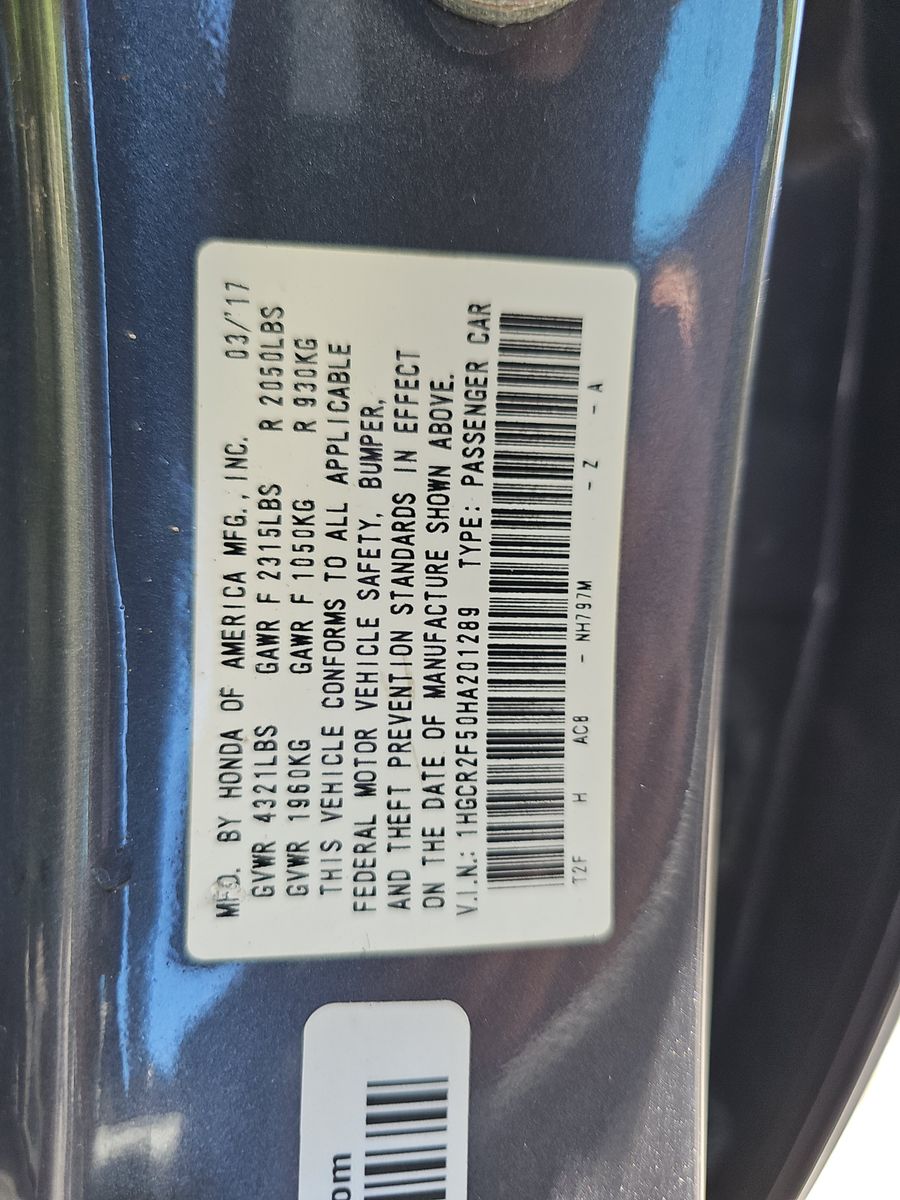 MFD. BY HONDA OF AMERICA MFG., INC. 03/'17
GVWR 4321LBS GAWR F 2315LBS R 2050LBS
GVWR 1960KG GAWR F 1050KG R 930KG
THIS VEHICLE CONFORMS TO ALL APPLICABLE
FEDERAL MOTOR VEHICLE SAFETY, BUMPER,
AND THEFT PREVENTION STANDARDS IN EFFECT
ON THE DATE OF MANUFACTURE SHOWN ABOVE.
V.I.N.: 1HGCR2F50HA201289 TYPE: PASSENGER CAR
T2F H AC8 - NH797M - Z - A
om